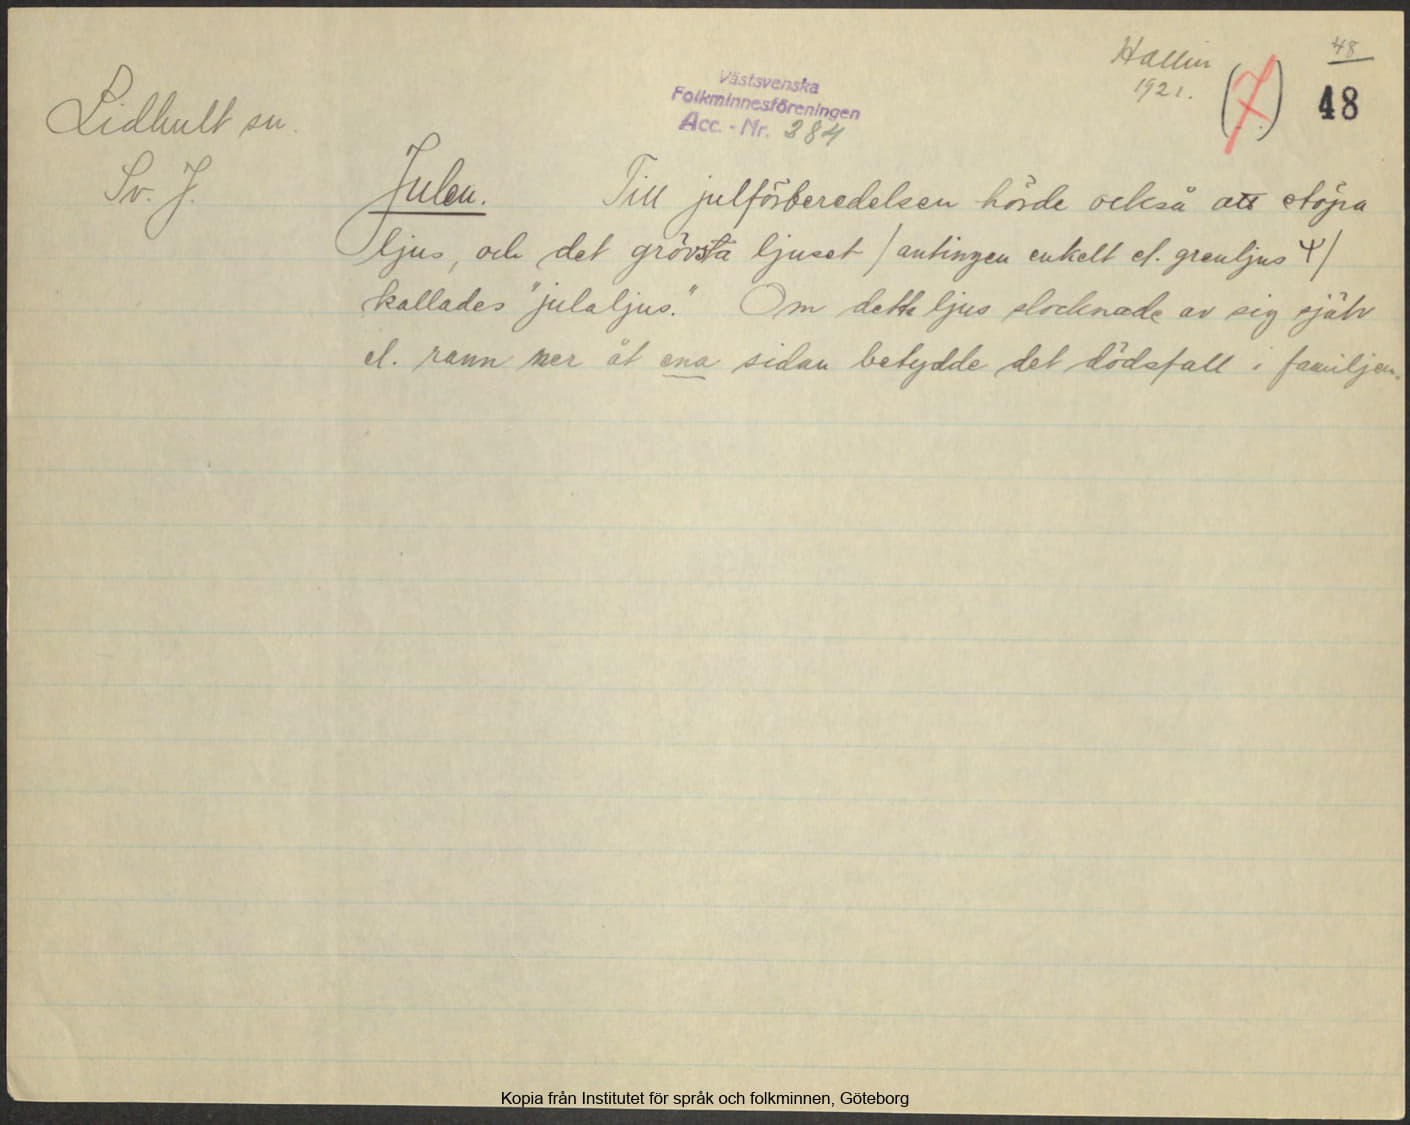 Hallin 48
1921. (7) 48
Västsvenska
Folkminnesföreningen
Acc. - Nr. 384
Lidhult sn.
Sv. J.
Julen. Till julförberedelsen hörde också att stöpa
ljus, och det grövsta ljuset / antingen enkelt el. grenljus Ψ/
kallades "julaljus." Om detta ljus slocknade av sig självt
el. rann ner åt ena sidan betydde det dödsfall i familjen.
Kopia från Institutet för språk och folkminnen, Göteborg